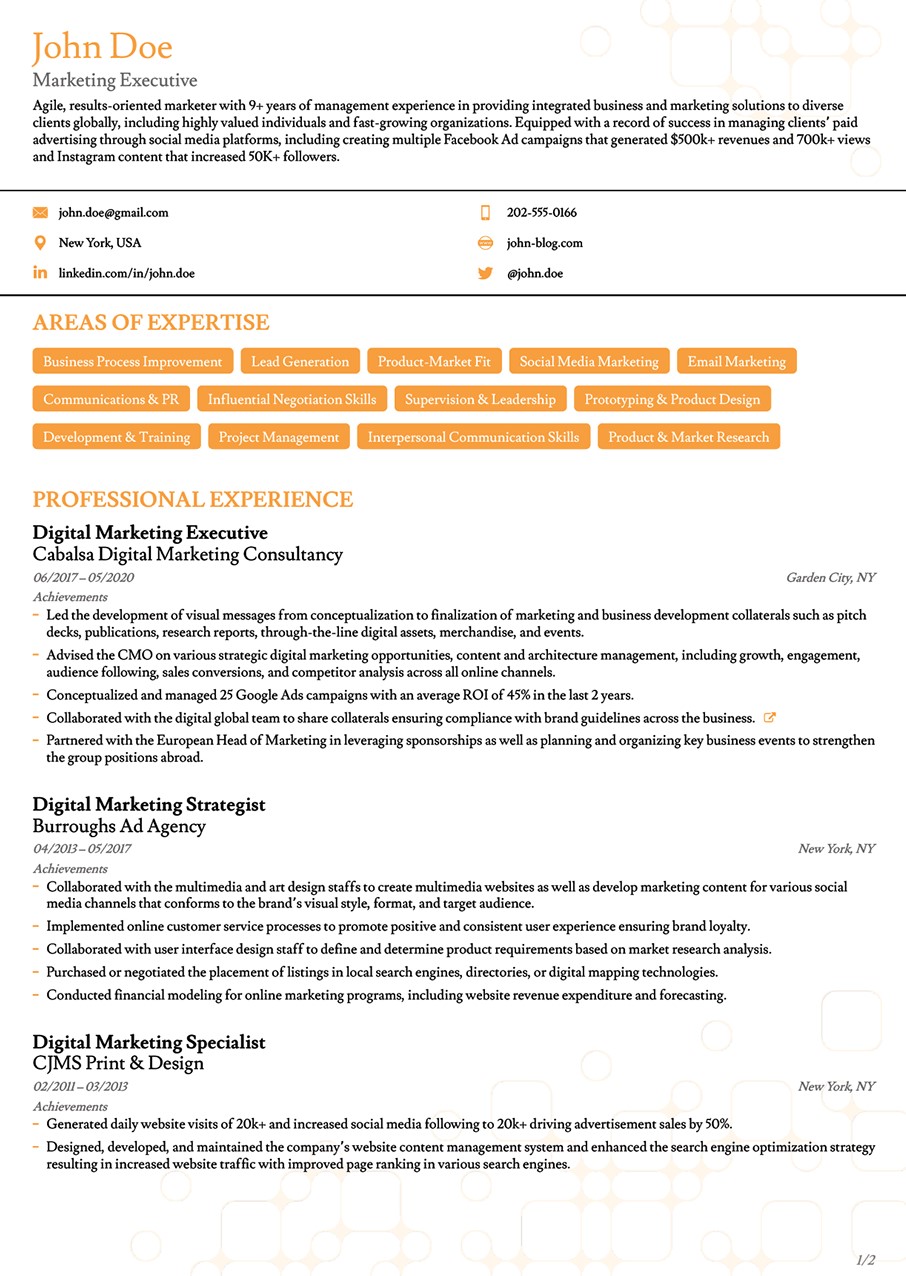 John Doe
Marketing Executive
Agile, results-oriented marketer with 9+ years of management experience in providing integrated business and marketing solutions to diverse
clients globally, including highly valued individuals and fast-growing organizations. Equipped with a record of success in managing clients' paid
advertising through social media platforms, including creating multiple Facebook Ad campaigns that generated $500k+ revenues and 700k+ views
and Instagram content that increased 50K+ followers.
john.doe@gmail.com
202-555-0166
New York, USA
john-blog.com
linkedin.com/in/john.doe
@john.doe
AREAS OF EXPERTISE
Business Process Improvement Lead Generation Product-Market Fit Social Media Marketing Email Marketing
Communications & PR Influential Negotiation Skills Supervision & Leadership Prototyping & Product Design
Development & Training Project Management Interpersonal Communication Skills Product & Market Research
PROFESSIONAL EXPERIENCE
Digital Marketing Executive
Cabalsa Digital Marketing Consultancy
06/2017 – 05/2020 Garden City, NY
Achievements
– Led the development of visual messages from conceptualization to finalization of marketing and business development collaterals such as pitch
decks, publications, research reports, through-the-line digital assets, merchandise, and events.
– Advised the CMO on various strategic digital marketing opportunities, content and architecture management, including growth, engagement,
audience following, sales conversions, and competitor analysis across all online channels.
– Conceptualized and managed 25 Google Ads campaigns with an average ROI of 45% in the last 2 years.
– Collaborated with the digital global team to share collaterals ensuring compliance with brand guidelines across the business.
– Partnered with the European Head of Marketing in leveraging sponsorships as well as planning and organizing key business events to strengthen
the group positions abroad.
Digital Marketing Strategist
Burroughs Ad Agency
04/2013 – 05/2017 New York, NY
Achievements
– Collaborated with the multimedia and art design staffs to create multimedia websites as well as develop marketing content for various social
media channels that conforms to the brand's visual style, format, and target audience.
– Implemented online customer service processes to promote positive and consistent user experience ensuring brand loyalty.
– Collaborated with user interface design staff to define and determine product requirements based on market research analysis.
– Purchased or negotiated the placement of listings in local search engines, directories, or digital mapping technologies.
– Conducted financial modeling for online marketing programs, including website revenue expenditure and forecasting.
Digital Marketing Specialist
CJMS Print & Design
02/2011 – 03/2013 New York, NY
Achievements
– Generated daily website visits of 20k+ and increased social media following to 20k+ driving advertisement sales by 50%.
– Designed, developed, and maintained the company's website content management system and enhanced the search engine optimization strategy
resulting in increased website traffic with improved page ranking in various search engines.
1/2